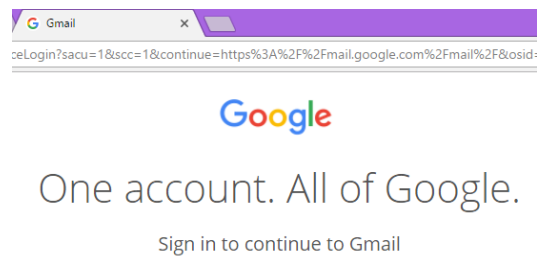 Gmail
ceLogin?sacu=1&scc=1&continue=https%3A%2F%2Fmail.google.com%2Fmail%2F&osid=
Google
One account. All of Google.
Sign in to continue to Gmail